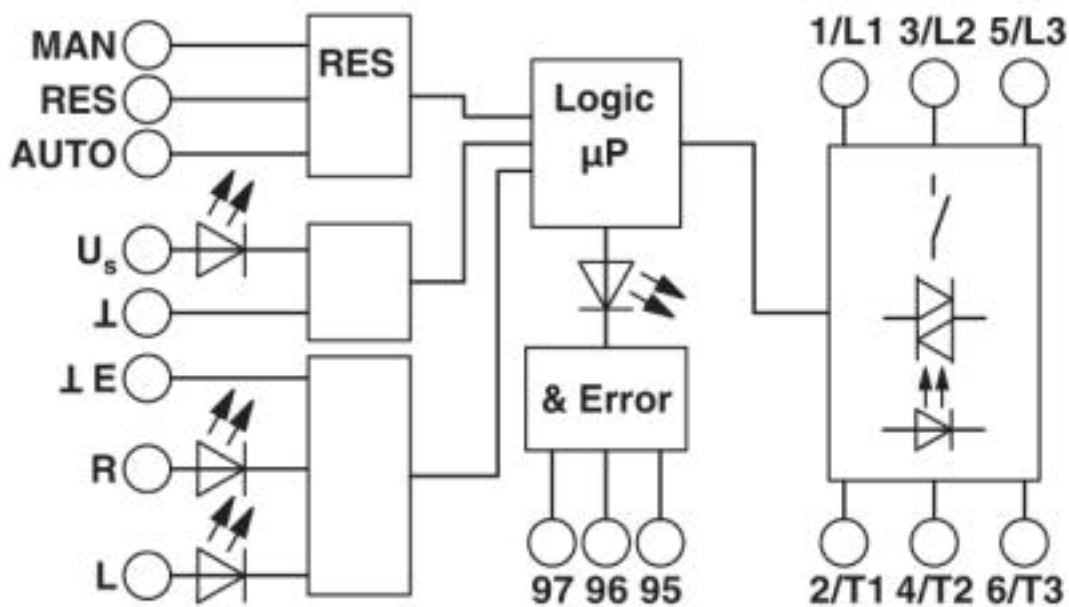 MAN
RES
AUTO
RES
U_s
⊥
⊥ E
R
L
Logic
µP
& Error
97 96 95
1/L1 3/L2 5/L3
2/T1 4/T2 6/T3